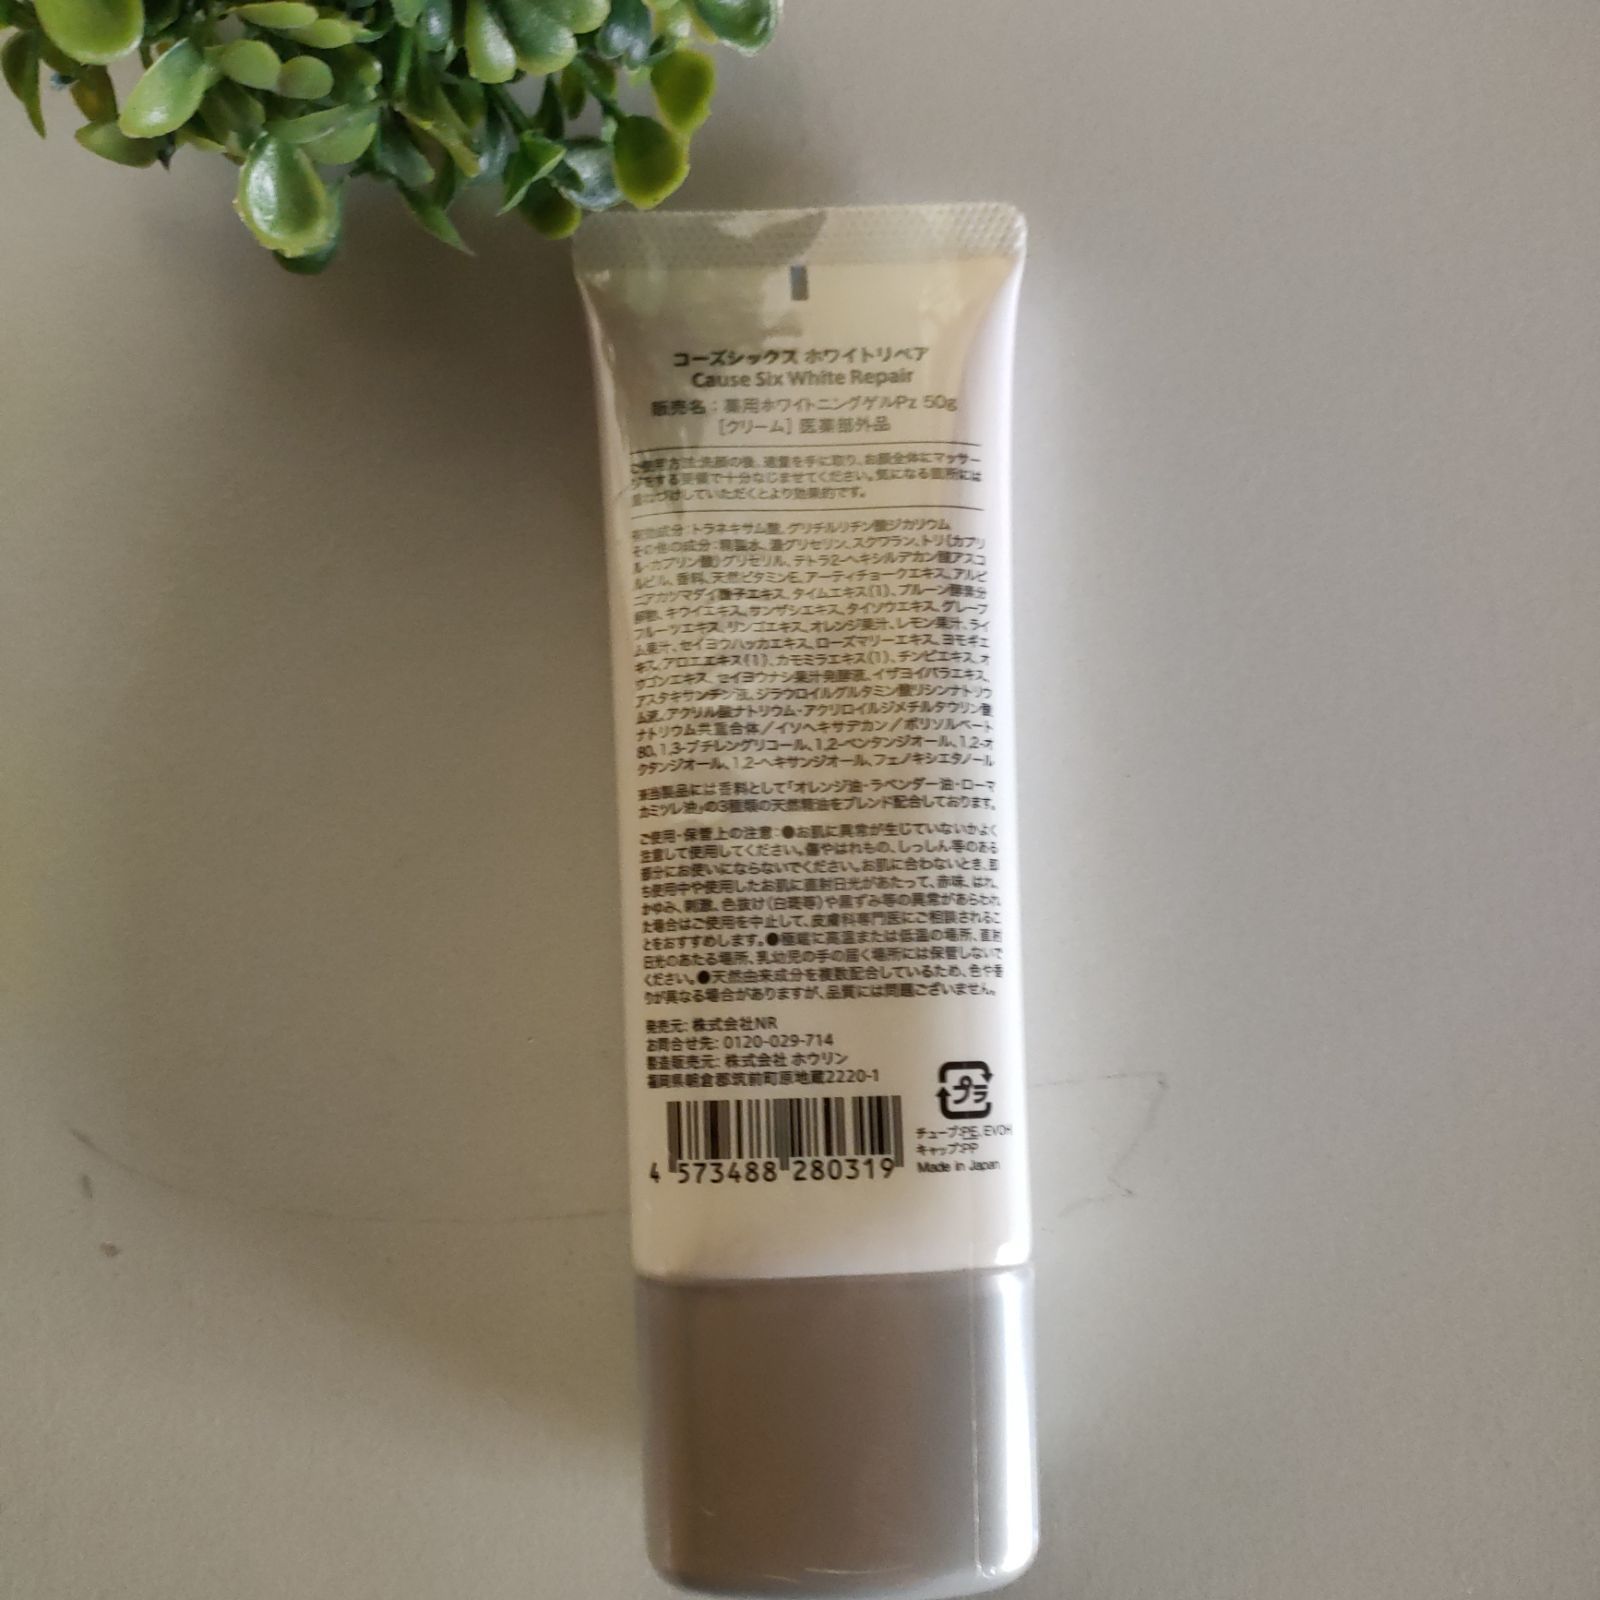 コーズシックス ホワイトリペア
Cause Six White Repair
販売名：薬用ホワイトニングゲルPz 50g
［クリーム］医薬部外品
ご使用方法:洗顔の後、適量を手に取り、お顔全体にマッサー
ジをする要領で十分なじませてください。気になる箇所には
重ねづけしていただくとより効果的です。
有効成分：トラネキサム酸、グリチルリチン酸ジカリウム
その他の成分：精製水、濃グリセリン、スクワラン、トリ(カプリ
ル・カプリン酸)グリセリル、テトラ2-ヘキシルデカン酸アスコ
ルビル、香料、天然ビタミンE、アーティチョークエキス、アルピ
ニアカツマダイ種子エキス、タイムエキス(1)、プルーン酵素分
解物、キウイエキス、サンザシエキス、タイソウエキス、グレープ
フルーツエキス、リンゴエキス、オレンジ果汁、レモン果汁、ライ
ム果汁、セイヨウハッカエキス、ローズマリーエキス、ヨモギエ
キス、アロエエキス(1)、カモミラエキス(1)、チンピエキス、オ
ウゴンエキス、セイヨウナシ果汁発酵液、イザヨイバラエキス、
アスタキサンチン液、ジラウロイルグルタミン酸リシンナトリウ
ム液、アクリル酸ナトリウム・アクリロイルジメチルタウリン酸
ナトリウム共重合体／イソヘキサデカン／ポリソルベート
80、1,3-ブチレングリコール、1,2-ペンタンジオール、1,2-オ
クタンジオール、1,2-ヘキサンジオール、フェノキシエタノール
※当製品には香料として「オレンジ油・ラベンダー油・ローマ
カミツレ油」の3種類の天然精油をブレンド配合しております。
ご使用・保管上の注意：●お肌に異常が生じていないかよく
注意して使用してください。傷やはれもの、しっしん等のある
部分にお使いにならないでください。お肌に合わないとき、即
ち使用中や使用したお肌に直射日光があたって、赤味、はれ、
かゆみ、刺激、色抜け(白斑等)や黒ずみ等の異常があらわれ
た場合はご使用を中止して、皮膚科専門医にご相談されるこ
とをおすすめします。●極端に高温または低温の場所、直射
日光のあたる場所、乳幼児の手の届く場所には保管しないで
ください。●天然由来成分を複数配合しているため、色や香
りが異なる場合がありますが、品質には問題ございません。
発売元：株式会社NR
お問合せ先：0120-029-714
製造販売元：株式会社 ホウリン
福岡県朝倉郡筑前町原地蔵2220-1
プラ
チューブ:PE、EVOH
キャップ:PP
Made in Japan
4 573488 280319